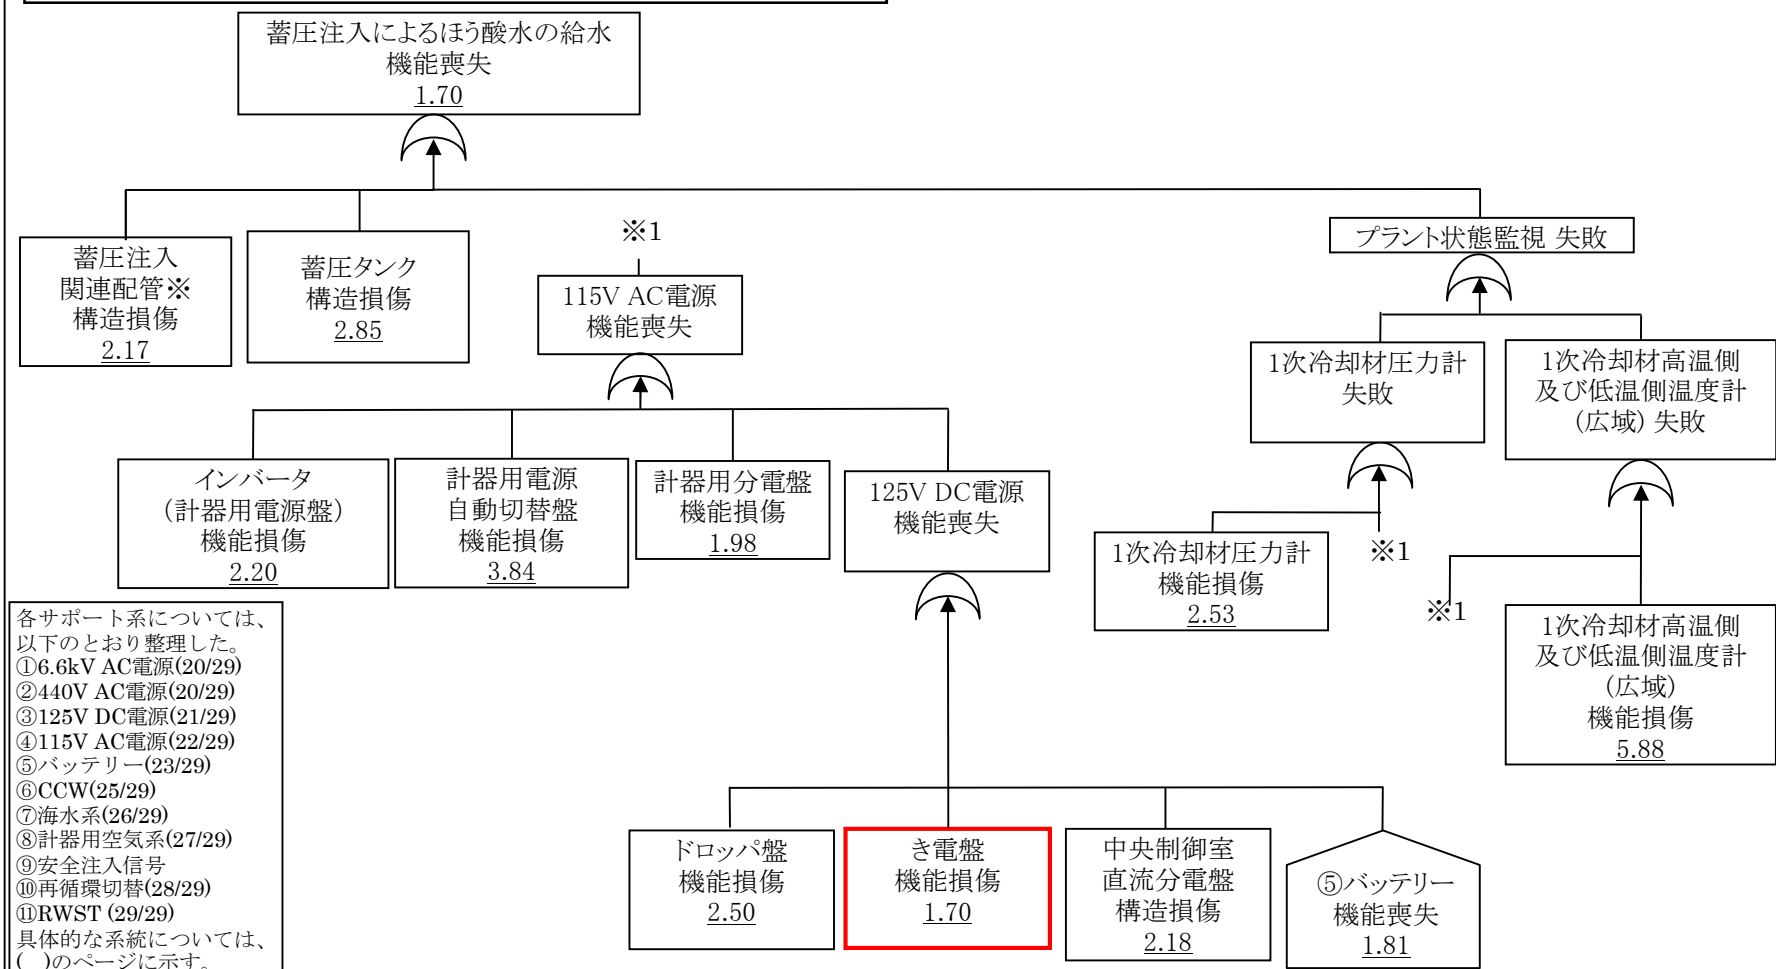 蓄圧注入によるほう酸水の給水
機能喪失
1.70
蓄圧注入
関連配管※
構造損傷
2.17
蓄圧タンク
構造損傷
2.85
※1
115V AC電源
機能喪失
プラント状態監視 失敗
1次冷却材圧力計
失敗
1次冷却材高温側
及び低温側温度計
(広域) 失敗
インバータ
(計器用電源盤)
機能損傷
2.20
計器用電源
自動切替盤
機能損傷
3.84
計器用分電盤
機能損傷
1.98
125V DC電源
機能喪失
1次冷却材圧力計
機能損傷
2.53
※1
※1
1次冷却材高温側
及び低温側温度計
(広域)
機能損傷
5.88
各サポート系については、
以下のとおり整理した。
①6.6kV AC電源(20/29)
②440V AC電源(20/29)
③125V DC電源(21/29)
④115V AC電源(22/29)
⑤バッテリー(23/29)
⑥CCW(25/29)
⑦海水系(26/29)
⑧計器用空気系(27/29)
⑨安全注入信号
⑩再循環切替(28/29)
⑪RWST (29/29)
具体的な系統については、
( )のページに示す。
ドロッパ盤
機能損傷
2.50
き電盤
機能損傷
1.70
中央制御室
直流分電盤
構造損傷
2.18
⑤バッテリー
機能喪失
1.81